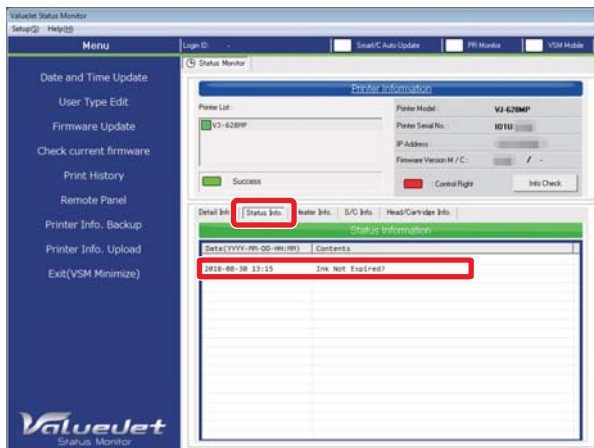 ValueJet Status Monitor
Setup(S) Help(H)
Menu
Login ID: -
Smart/C Auto Update
PR Monitor
VSM Mobile
Status Monitor
Date and Time Update
User Type Edit
Firmware Update
Check current firmware
Print History
Remote Panel
Printer Info. Backup
Printer Info. Upload
Exit(VSM Minimize)
Printer Information
Printer List :
VJ-628MP
Success
Printer Model : VJ-628MP
Printer Serial No. : I01U
IP Address :
Firmware Version M / C : / -
Control Right
Info Check
Detail Info.
Status Info.
Heater Info.
S/C Info.
Head/Cartridge Info.
Status Information
Date(YYYY-MM-DD-HH:MM) Contents
2018-08-30 13:15 Ink Not Expired?
ValueJet
Status Monitor